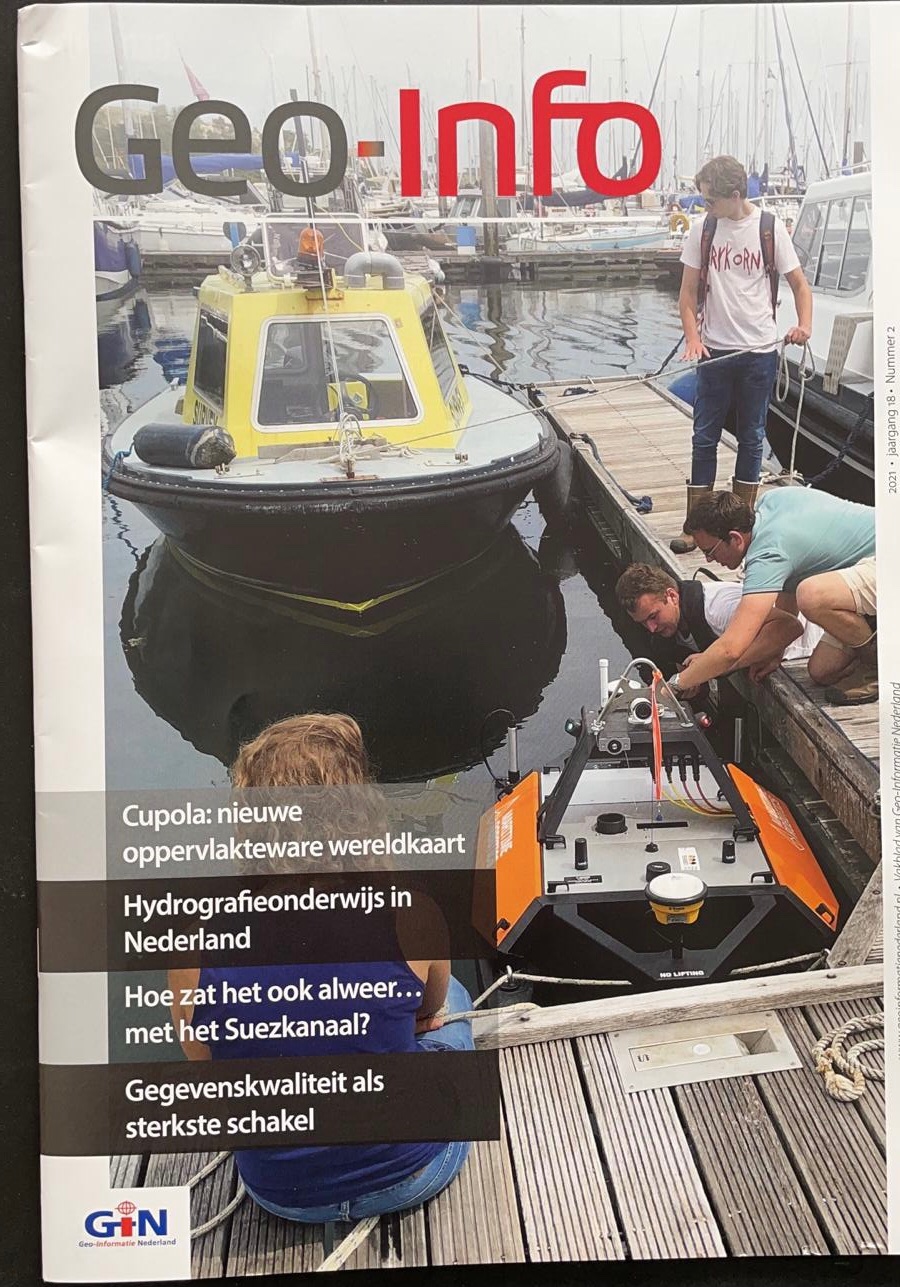 Geo-Info
RYKORN
2021 • jaargang 18 • Nummer 2
Vakblad van Geo-Informatie Nederland
Cupola: nieuwe
oppervlakteware wereldkaart
Hydrografieonderwijs in
Nederland
Hoe zat het ook alweer…
met het Suezkanaal?
Gegevenskwaliteit als
sterkste schakel
NO LIFTING
GIN
Geo-Informatie Nederland